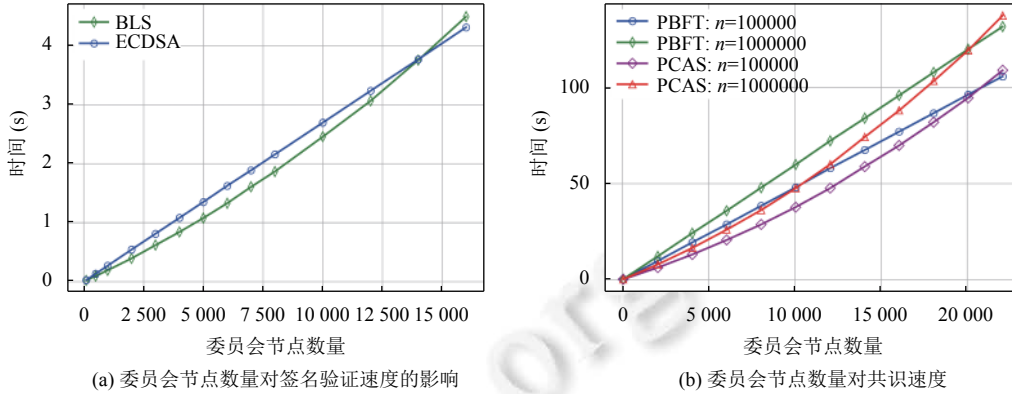 BLS
ECDSA
时间 (s)
4
3
2
1
0
0 2 500 5 000 7 500 10 000 12 500 15 000
委员会节点数量
(a) 委员会节点数量对签名验证速度的影响
PBFT: n=100000
PBFT: n=1000000
PCAS: n=100000
PCAS: n=1000000
时间 (s)
100
50
0
0 5 000 10 000 15 000 20 000
委员会节点数量
(b) 委员会节点数量对共识速度